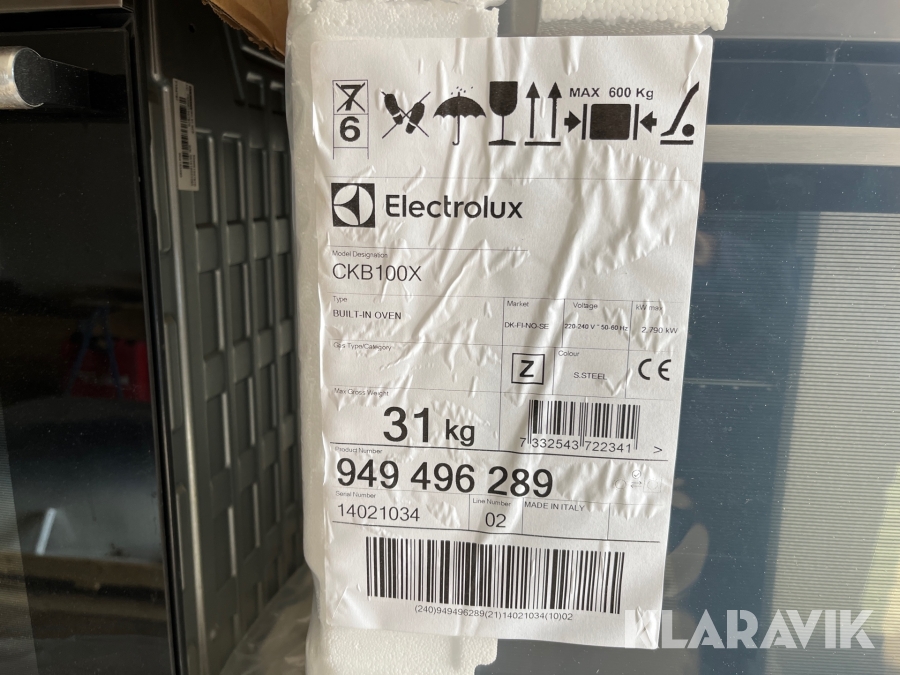 MAX 600 Kg
7
6
Electrolux
Model Designation
CKB100X
Type
BUILT-IN OVEN
Market
DK-FI-NO-SE
Voltage
220-240 V ~ 50-60 Hz
kW max
2,790 kW
Gas Type/Category
Z
Colour
S.STEEL
CE
Max Gross Weight
31 kg
7 332543 722341 >
Product Number
949 496 289
Serial Number
14021034
Line Number
02
MADE IN ITALY
(240)949496289(21)14021034(10)02
KLARAVIK